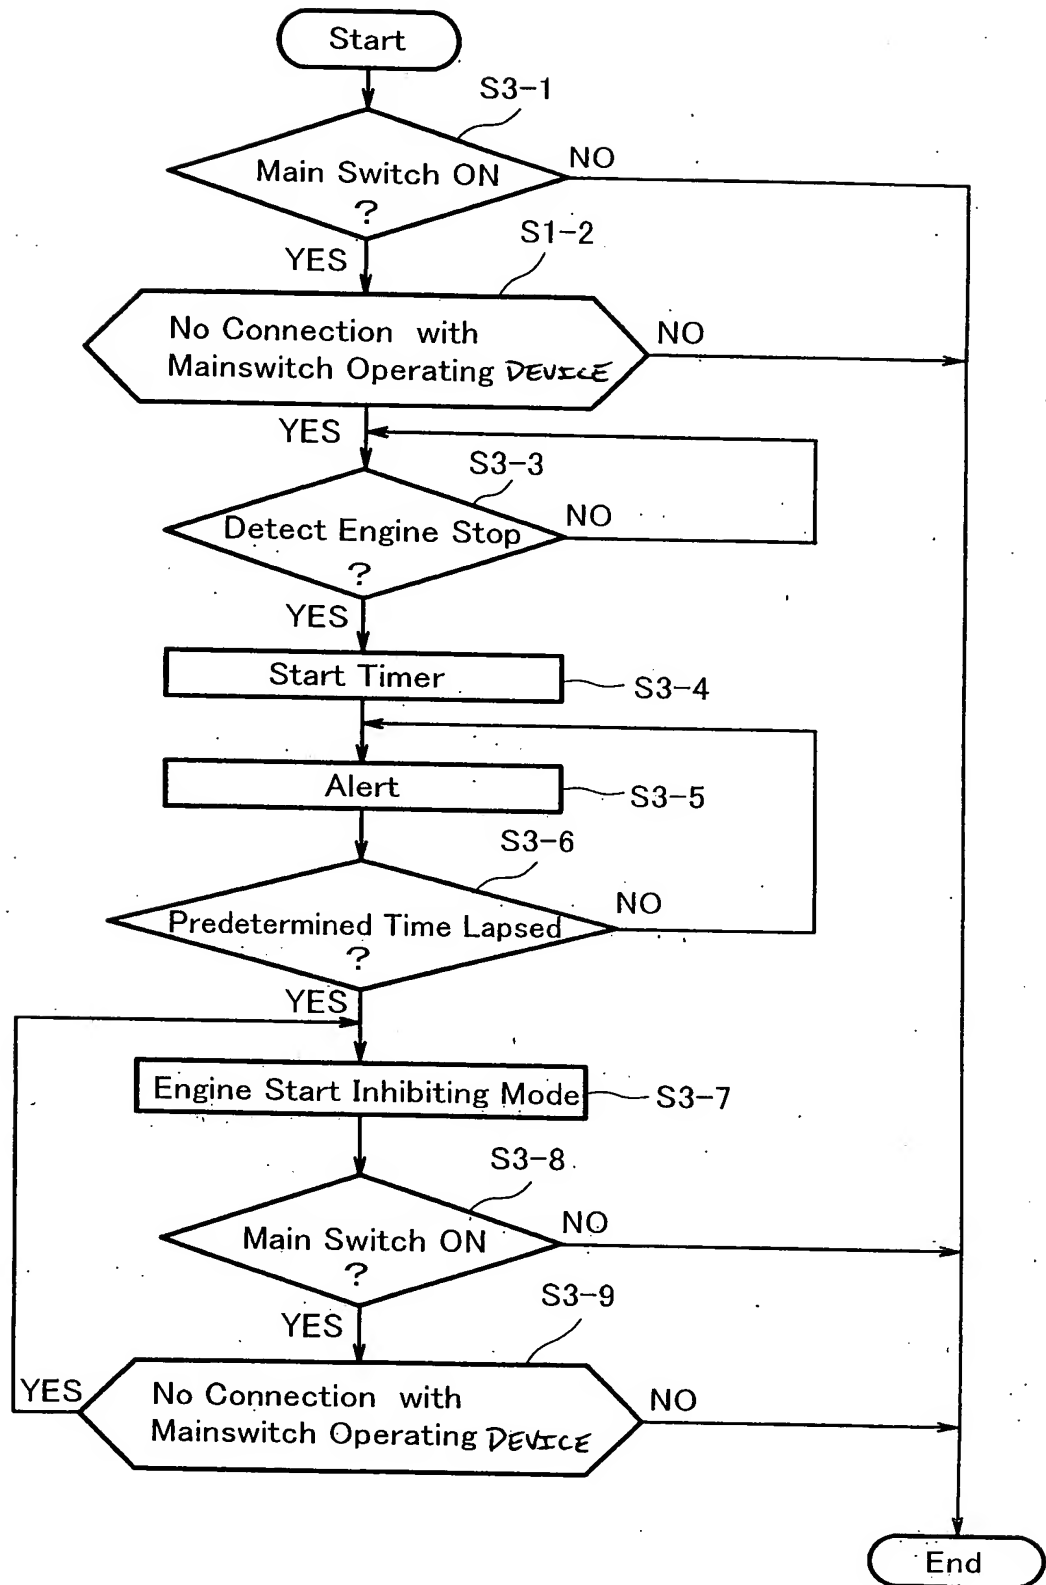 Start
S3-1
Main Switch ON
?
NO
YES
S1-2
No Connection with
Mainswitch Operating DEVICE
NO
YES
S3-3
Detect Engine Stop
?
NO
YES
Start Timer
S3-4
Alert
S3-5
S3-6
Predetermined Time Lapsed
?
NO
YES
Engine Start Inhibiting Mode
S3-7
S3-8
Main Switch ON
?
NO
YES
S3-9
No Connection with
Mainswitch Operating DEVICE
YES
NO
End